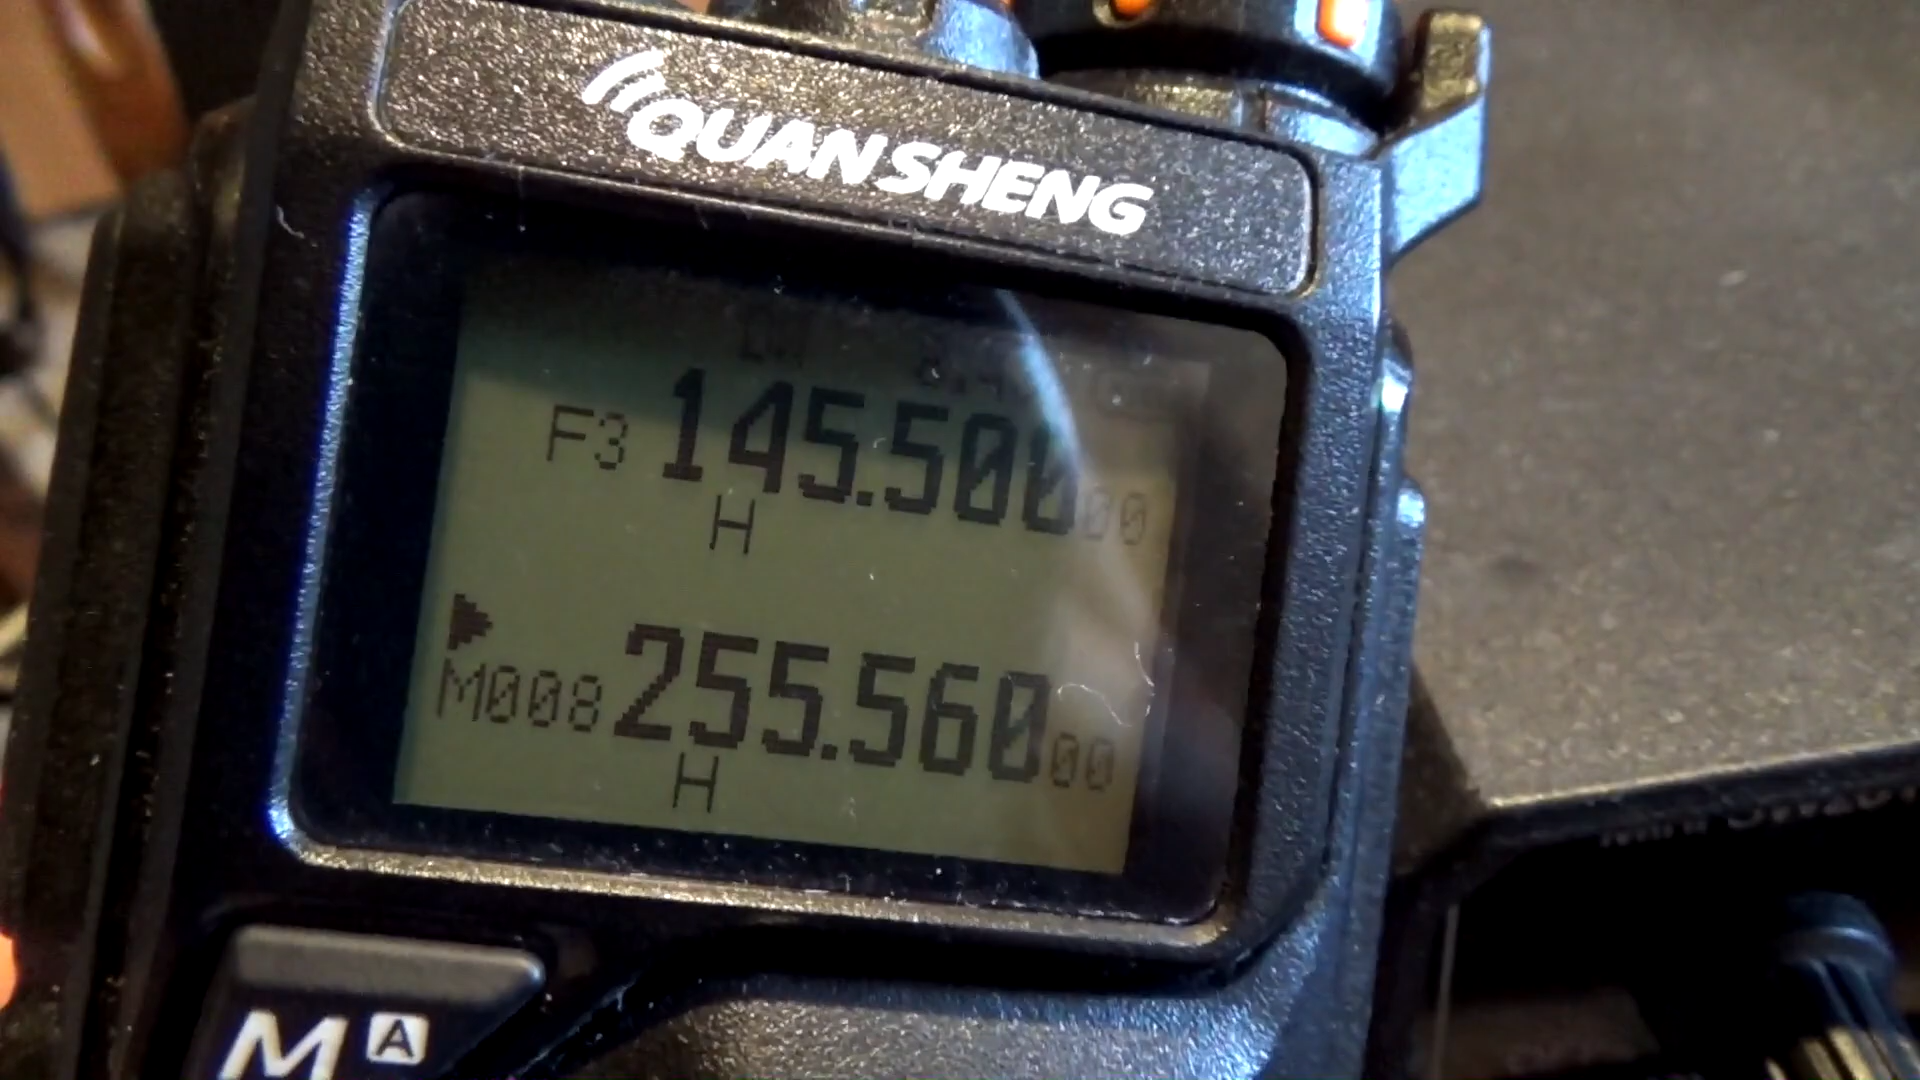 QUANSHENG
F3 145.50000
H
M008 255.56000
H
M A